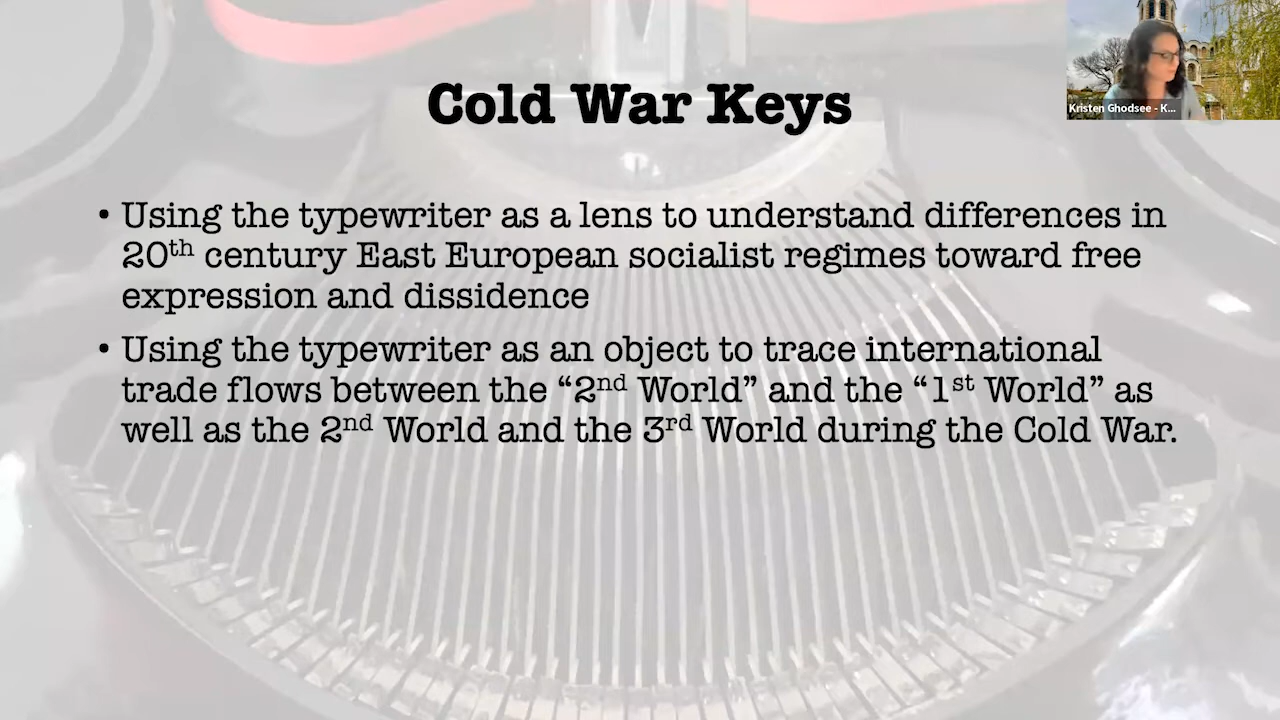 Cold War Keys
Kristen Ghodsee - K...
• Using the typewriter as a lens to understand differences in
20th century East European socialist regimes toward free
expression and dissidence
• Using the typewriter as an object to trace international
trade flows between the “2nd World” and the “1st World” as
well as the 2nd World and the 3rd World during the Cold War.